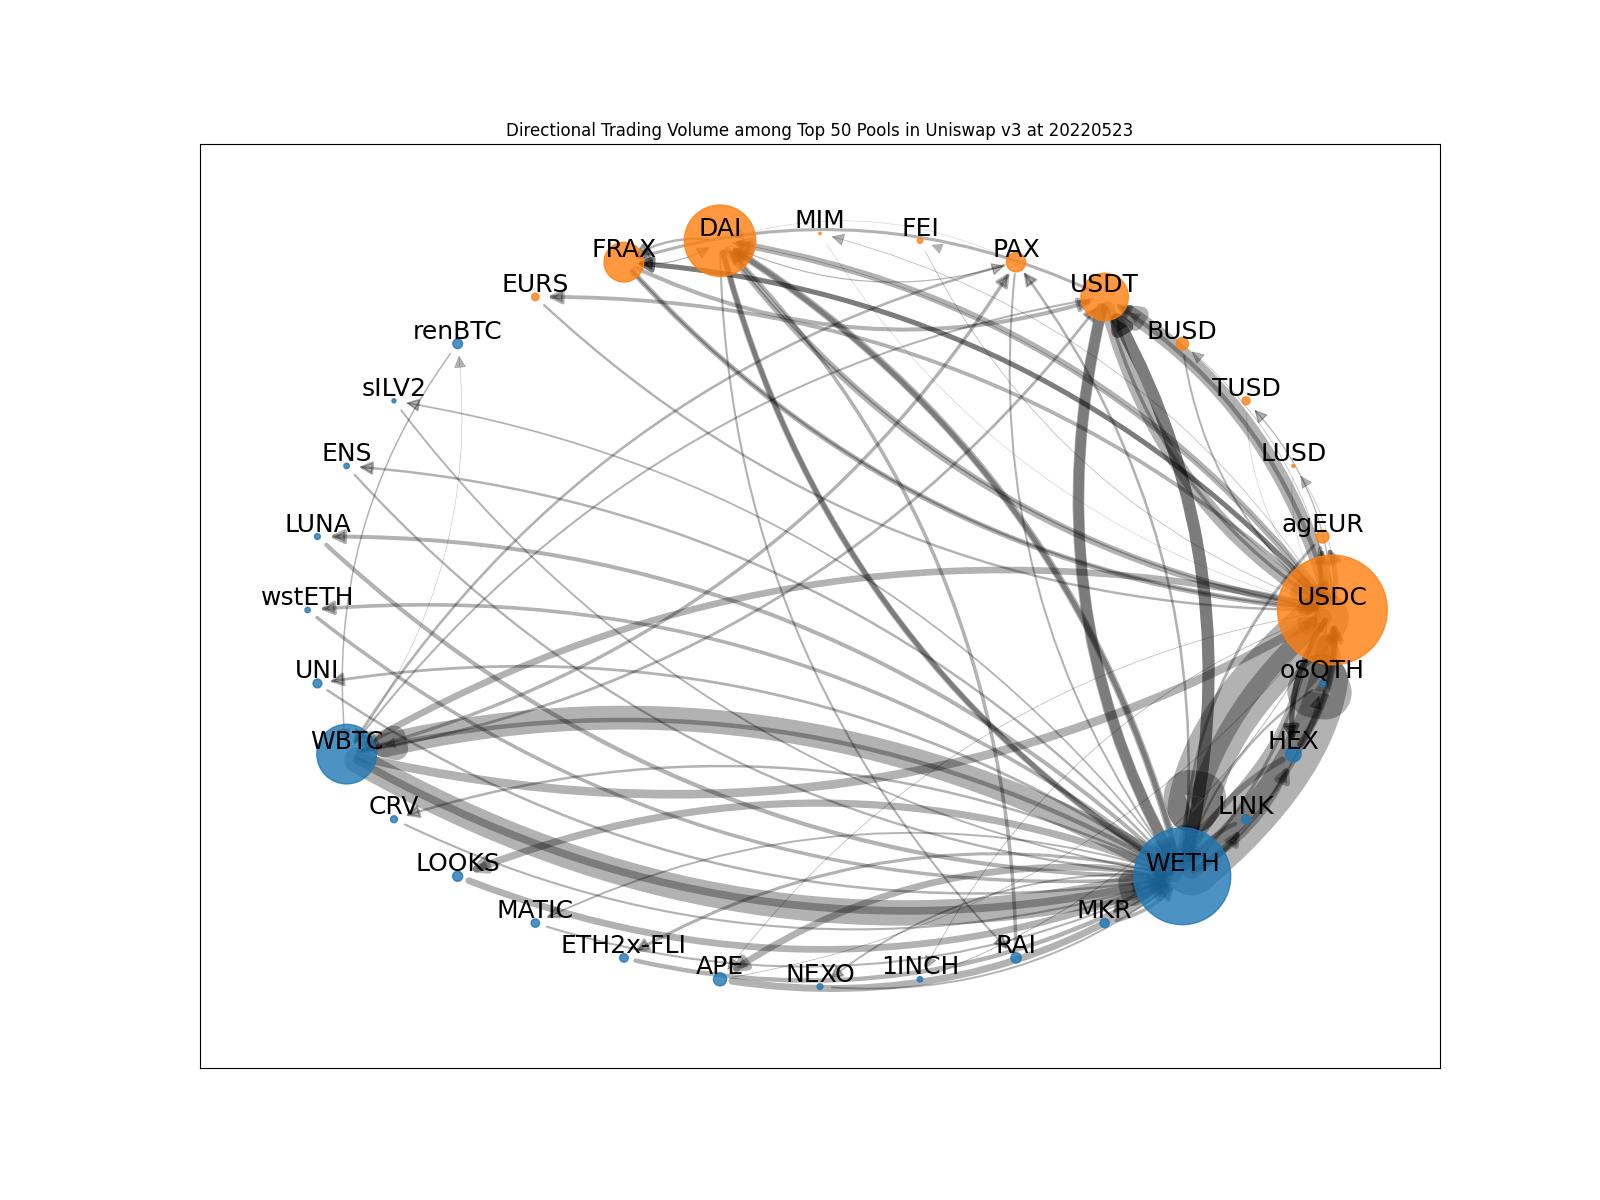 Directional Trading Volume among Top 50 Pools in Uniswap v3 at 20220523
MIM
DAI
FEI
FRAX
PAX
EURS
USDT
renBTC
BUSD
sILV2
TUSD
ENS
LUSD
LUNA
agEUR
wstETH
USDC
UNI
oSQTH
WBTC
HEX
CRV
LINK
LOOKS
WETH
MATIC
MKR
ETH2x-FLI
RAI
APE
1INCH
NEXO